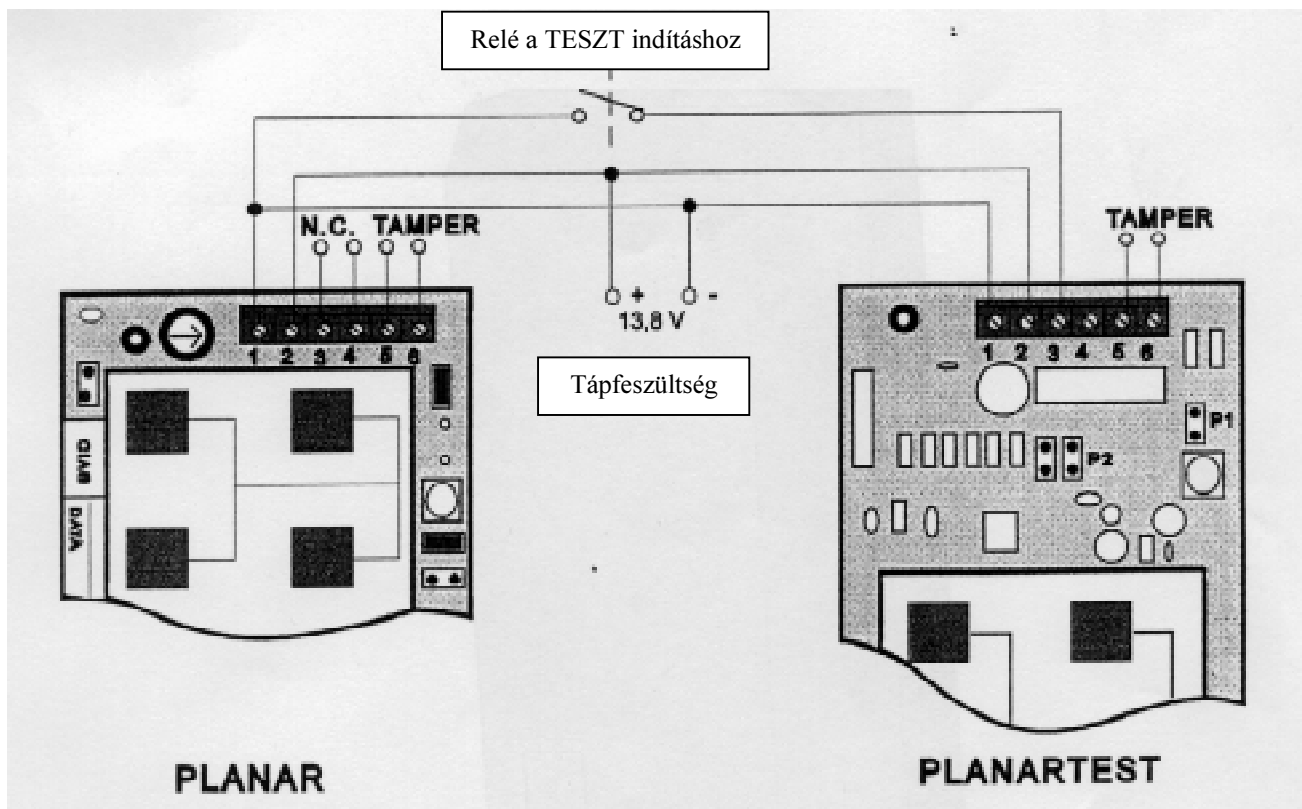 Relé a TESZT indításhoz
N.C. TAMPER
TAMPER
+ -
13,8 V
Tápfeszültség
1 2 3 4 5 6
1 2 3 4 5 6
P1
P2
DATA
PLANAR
PLANARTEST